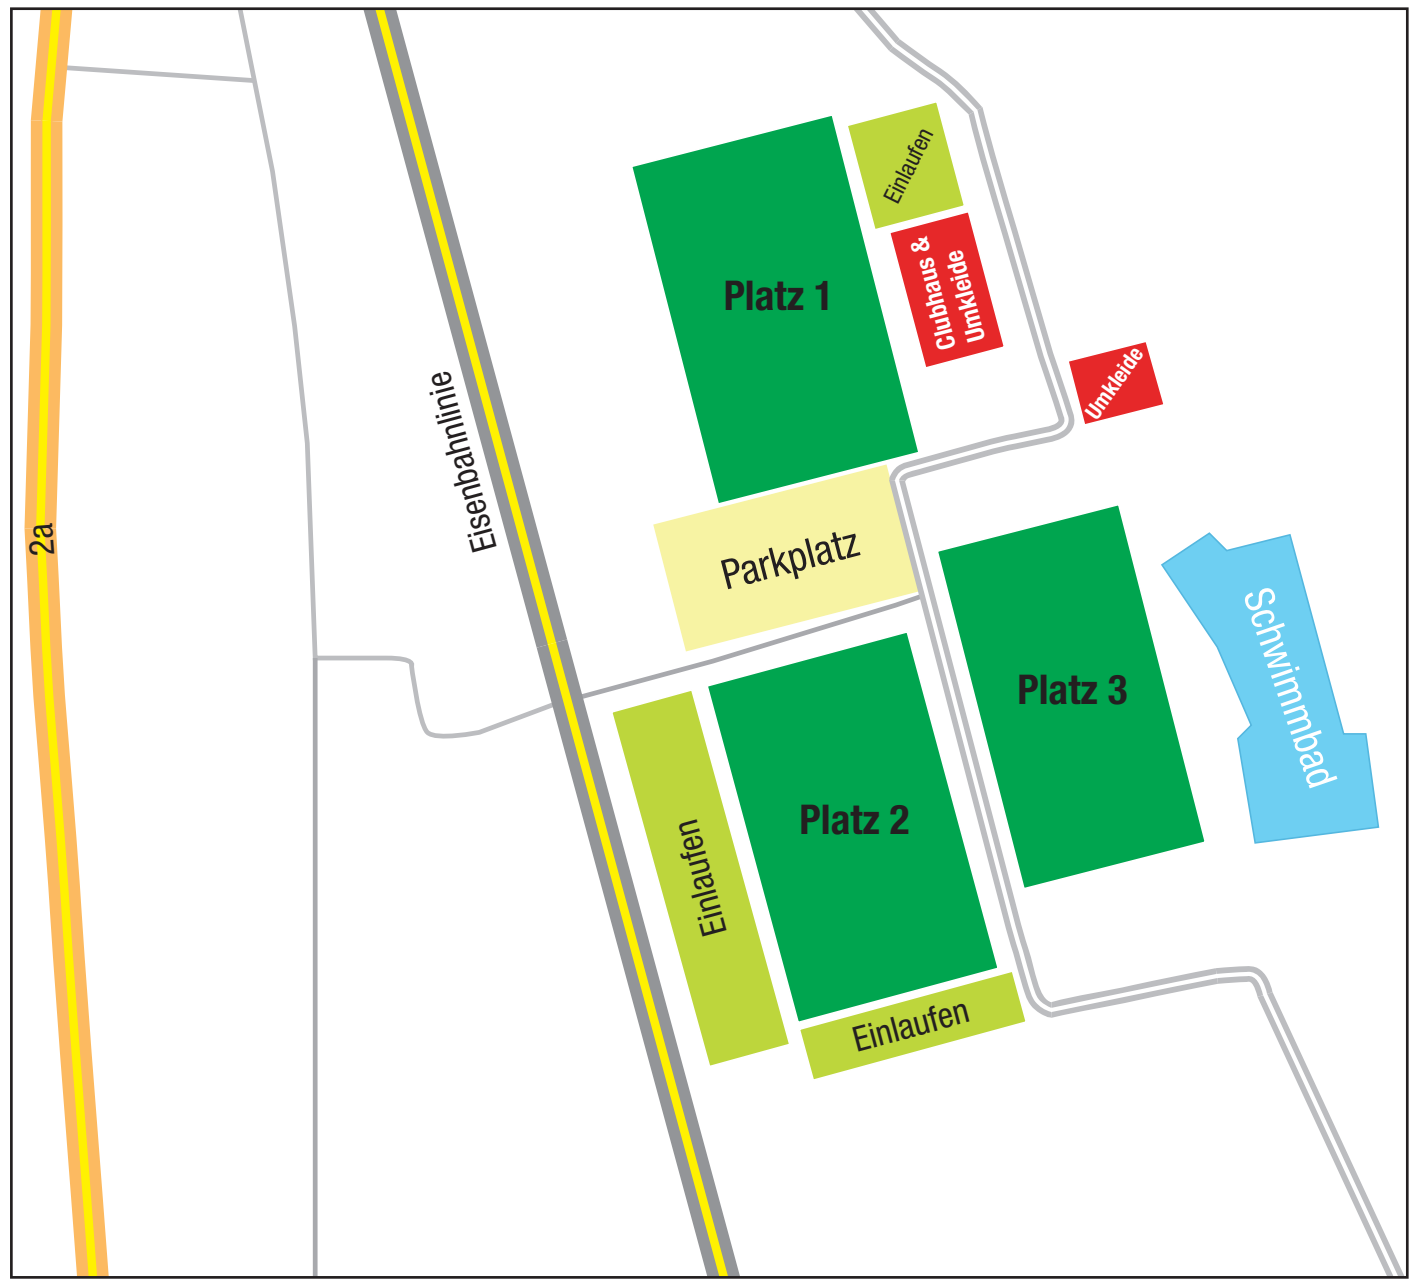 Einlaufen
Clubhaus &
Umkleide
Platz 1
Umkleide
Eisenbahnlinie
2a
Parkplatz
Platz 3
Schwimmbad
Platz 2
Einlaufen
Einlaufen